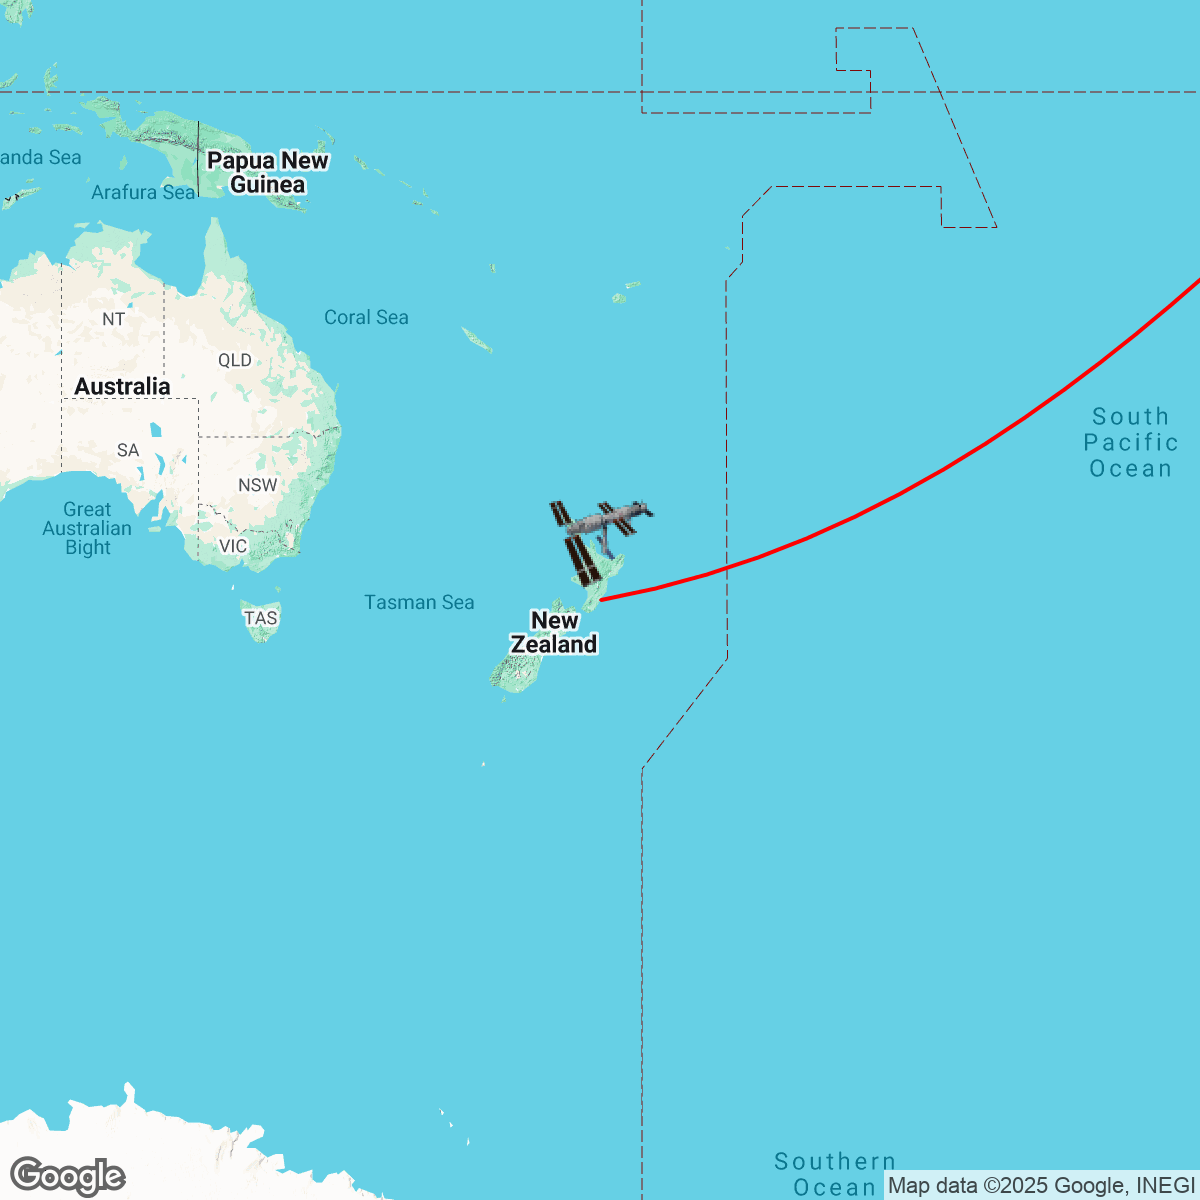 anda Sea
Papua New
Guinea
Arafura Sea
NT
Coral Sea
QLD
Australia
South
Pacific
Ocean
SA
NSW
Great
Australian
Bight
VIC
Tasman Sea
TAS
New
Zealand
Southern
Ocean
Google
Map data ©2025 Google, INEGI